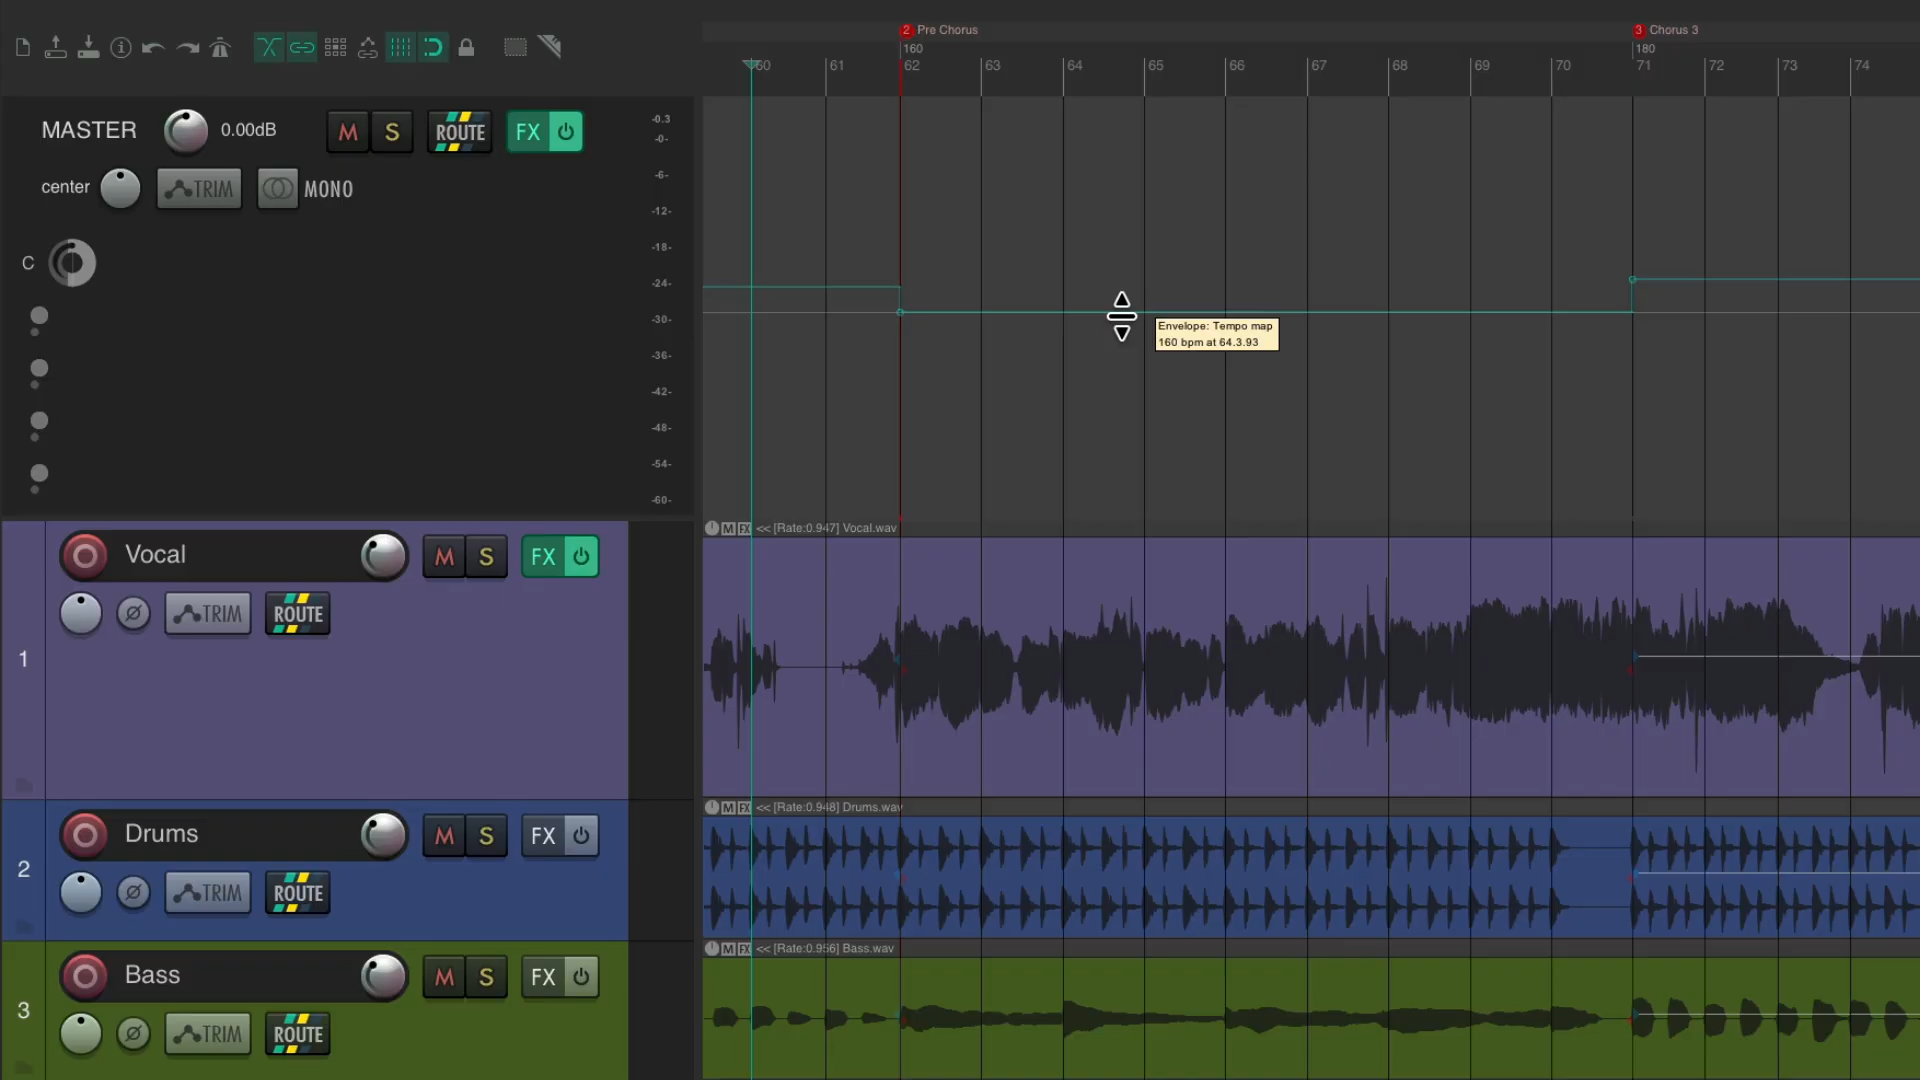 2 Pre Chorus
3 Chorus 3
160
180
60 61 62 63 64 65 66 67 68 69 70 71 72 73 74
MASTER 0.00dB M S ROUTE FX
center TRIM MONO
C
-0.3
-0-
-6-
-12-
-18-
-24-
-30-
-36-
-42-
-48-
-54-
-60-
Envelope: Tempo map
160 bpm at 64.3.93
M FX << [Rate:0.947] Vocal.wav
1
Vocal M S FX
TRIM ROUTE
M FX << [Rate:0.948] Drums.wav
2
Drums M S FX
TRIM ROUTE
M FX << [Rate:0.956] Bass.wav
3
Bass M S FX
TRIM ROUTE